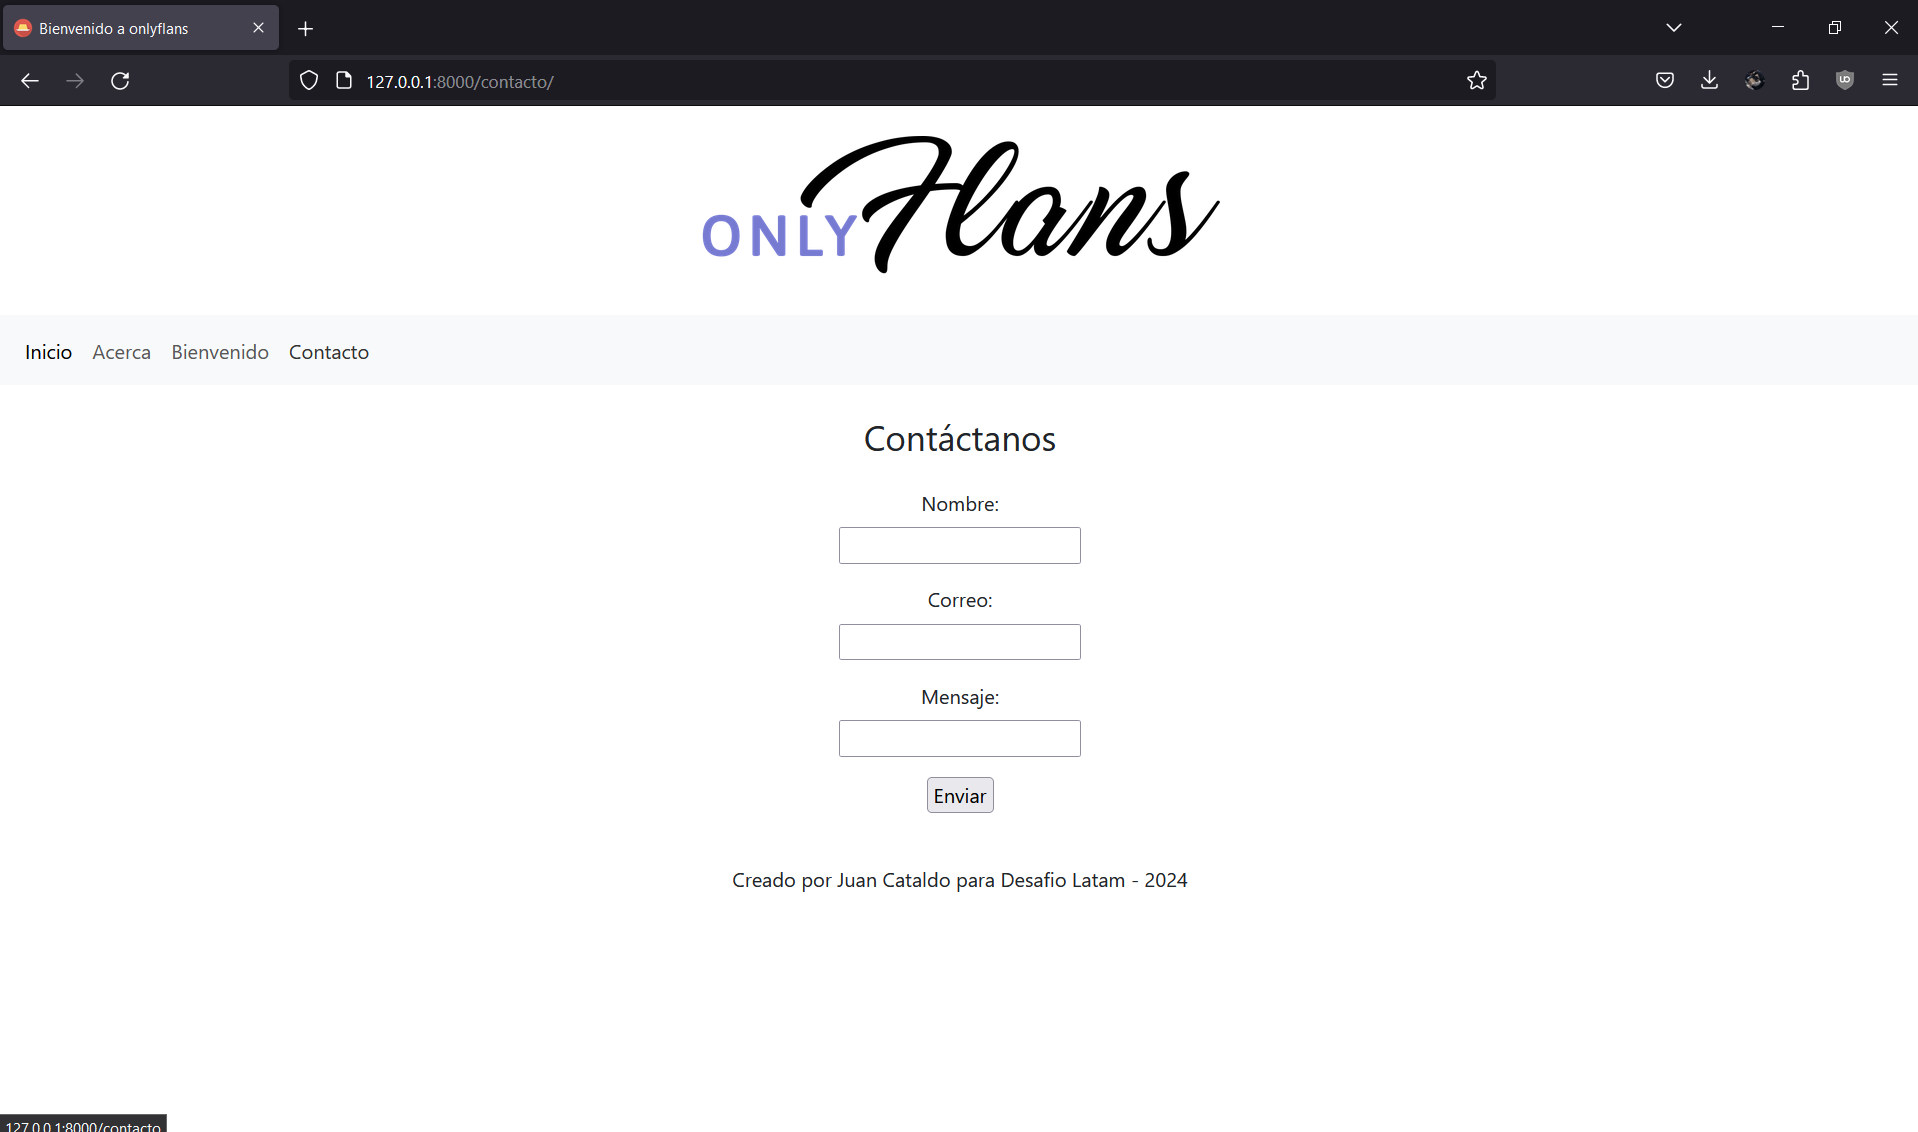 Bienvenido a onlyflans
127.0.0.1:8000/contacto/
ONLY Flans
Inicio Acerca Bienvenido Contacto
Contáctanos
Nombre:
Correo:
Mensaje:
Enviar
Creado por Juan Cataldo para Desafio Latam - 2024
127.0.0.1:8000/contacto